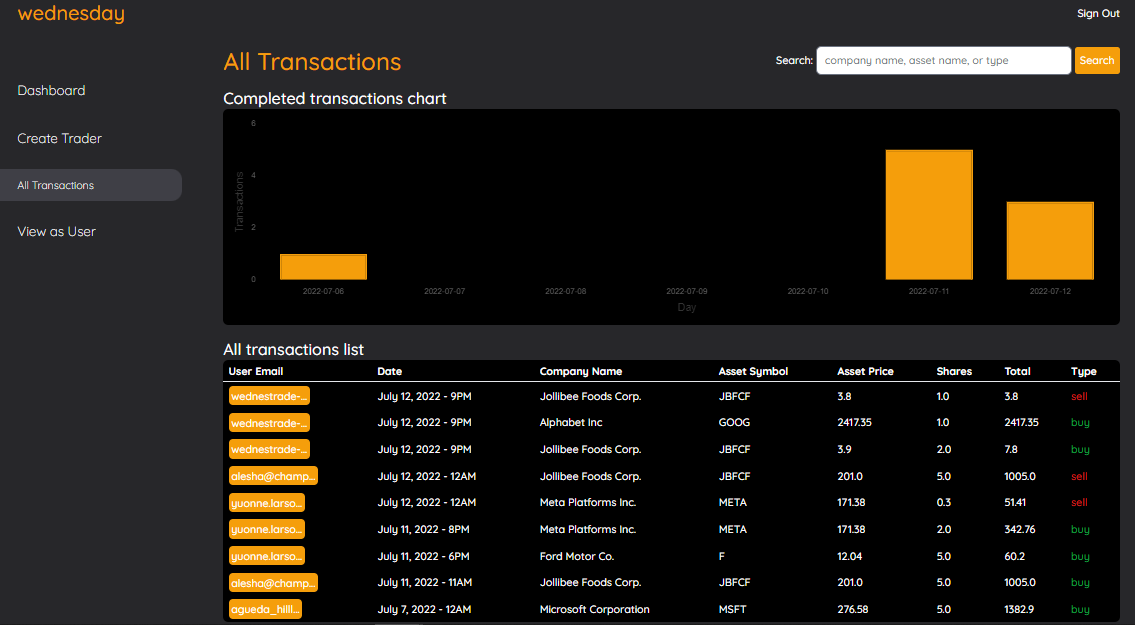 wednesday
Sign Out
All Transactions
Search: company name, asset name, or type Search
Dashboard
Create Trader
All Transactions
View as User
Completed transactions chart
6
4
2
0
Transactions
2022-07-06 2022-07-07 2022-07-08 2022-07-09 2022-07-10 2022-07-11 2022-07-12
Day
All transactions list
User Email Date Company Name Asset Symbol Asset Price Shares Total Type
wednestrade-... July 12, 2022 - 9PM Jollibee Foods Corp. JBFCF 3.8 1.0 3.8 sell
wednestrade-... July 12, 2022 - 9PM Alphabet Inc GOOG 2417.35 1.0 2417.35 buy
wednestrade-... July 12, 2022 - 9PM Jollibee Foods Corp. JBFCF 3.9 2.0 7.8 buy
alesha@champ... July 12, 2022 - 12AM Jollibee Foods Corp. JBFCF 201.0 5.0 1005.0 sell
yuonne.larso... July 12, 2022 - 12AM Meta Platforms Inc. META 171.38 0.3 51.41 sell
yuonne.larso... July 11, 2022 - 8PM Meta Platforms Inc. META 171.38 2.0 342.76 buy
yuonne.larso... July 11, 2022 - 6PM Ford Motor Co. F 12.04 5.0 60.2 buy
alesha@champ... July 11, 2022 - 11AM Jollibee Foods Corp. JBFCF 201.0 5.0 1005.0 buy
agueda_hill!... July 7, 2022 - 12AM Microsoft Corporation MSFT 276.58 5.0 1382.9 buy